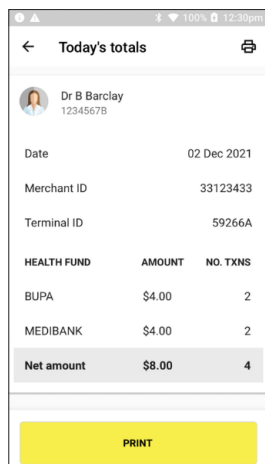 100% 12:30pm
Today's totals
Dr B Barclay
1234567B
Date 02 Dec 2021
Merchant ID 33123433
Terminal ID 59266A
HEALTH FUND AMOUNT NO. TXNS
BUPA $4.00 2
MEDIBANK $4.00 2
Net amount $8.00 4
PRINT